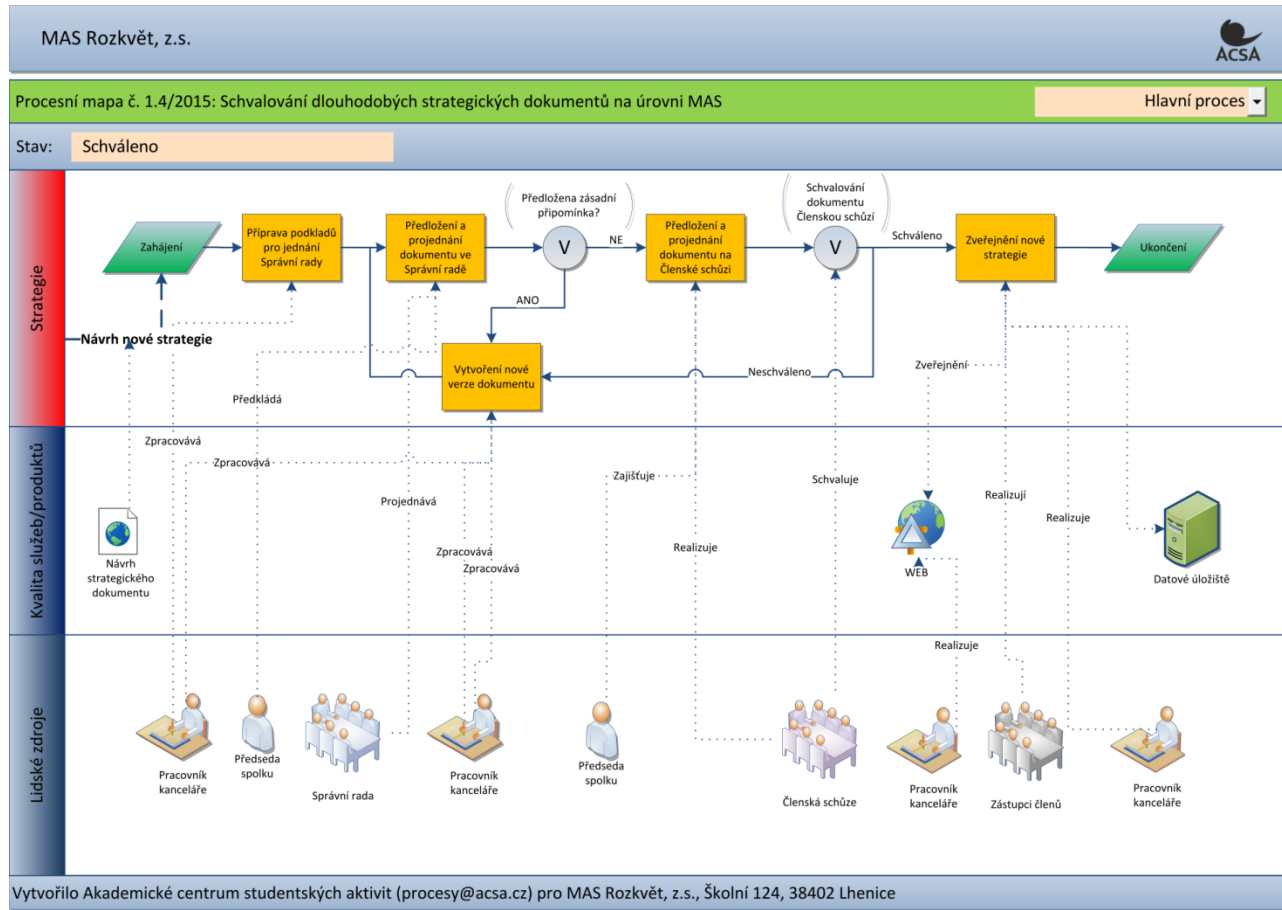 MAS Rozkvět, z.s.
ACSA
Procesní mapa č. 1.4/2015: Schvalování dlouhodobých strategických dokumentů na úrovni MAS
Hlavní proces
Stav:
Schváleno
Strategie
Zahájení
Příprava podkladů
pro jednání
Správní rady
Předložení a
projednání
dokumentu ve
Správní radě
Předložena zásadní
připomínka?
V
NE
ANO
Předložení a
projednání
dokumentu na
Členské schůzi
Schvalování
dokumentu
Členskou schůzí
V
Schváleno
Neschváleno
Zveřejnění nové
strategie
Ukončení
Návrh nové strategie
Vytvoření nové
verze dokumentu
Předkládá
Zveřejnění
Kvalita služeb/produktů
Zpracovává
Zpracovává
Projednává
Zpracovává
Zpracovává
Zajišťuje
Realizuje
Schvaluje
Realizují
Realizuje
Návrh
strategického
dokumentu
WEB
Datové úložiště
Lidské zdroje
Realizuje
Pracovník
kanceláře
Předseda
spolku
Správní rada
Pracovník
kanceláře
Předseda
spolku
Členská schůze
Pracovník
kanceláře
Zástupci členů
Pracovník
kanceláře
Vytvořilo Akademické centrum studentských aktivit (procesy@acsa.cz) pro MAS Rozkvět, z.s., Školní 124, 38402 Lhenice